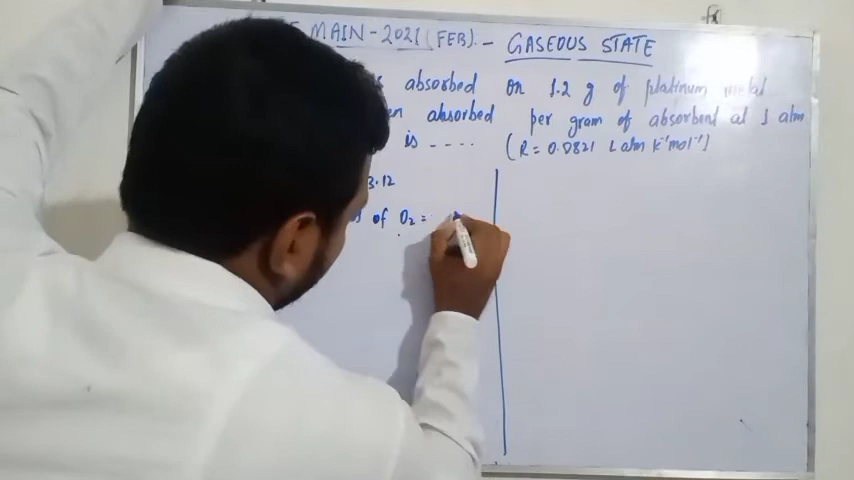 MAIN - 2021 (FEB) :- GASEOUS STATE
absorbed on 1.2 g of platinum metal
absorbed per gram of absorbent at 1 atm
is ---- (R = 0.0821 L atm K⁻¹mol⁻¹]
3.12
of O₂ =